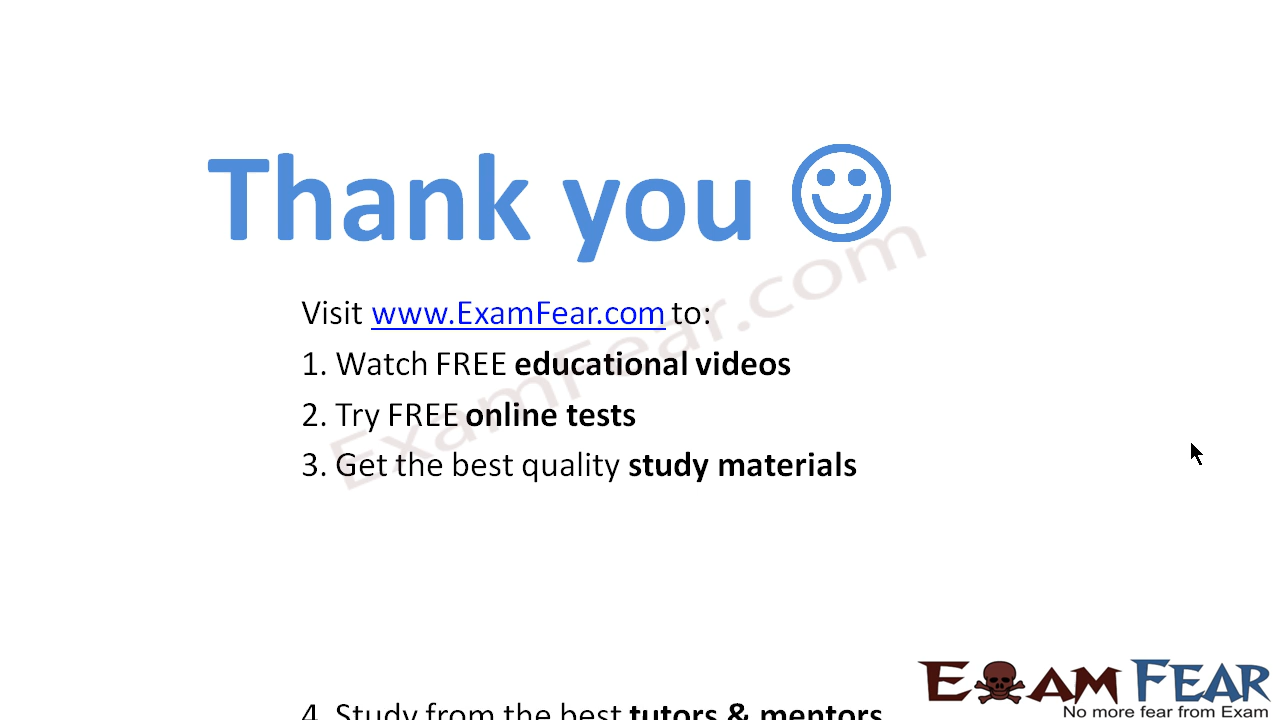 Thank you
Visit www.ExamFear.com to:
1. Watch FREE educational videos
2. Try FREE online tests
3. Get the best quality study materials
4. Study from the best tutors & mentors
ExamFear.com
EXAM FEAR
No more fear from Exam